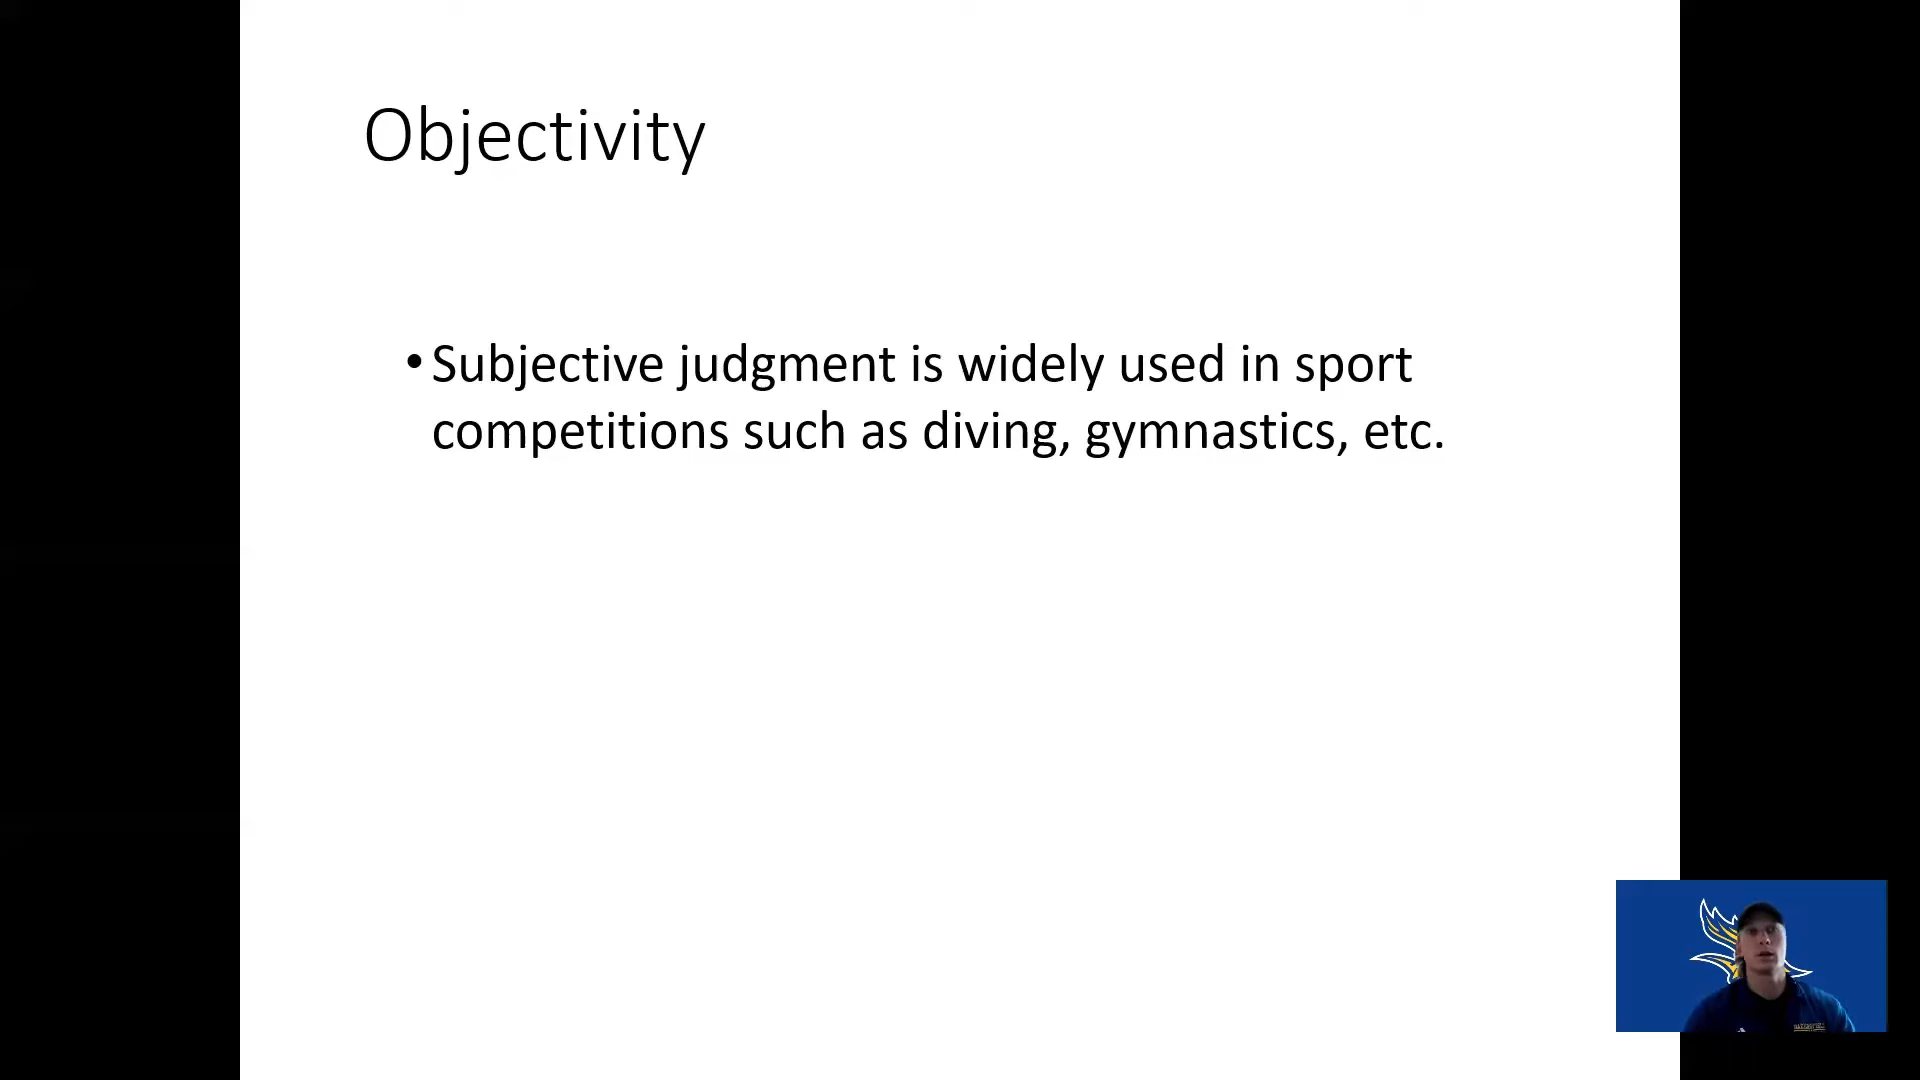 Objectivity
•Subjective judgment is widely used in sport
competitions such as diving, gymnastics, etc.